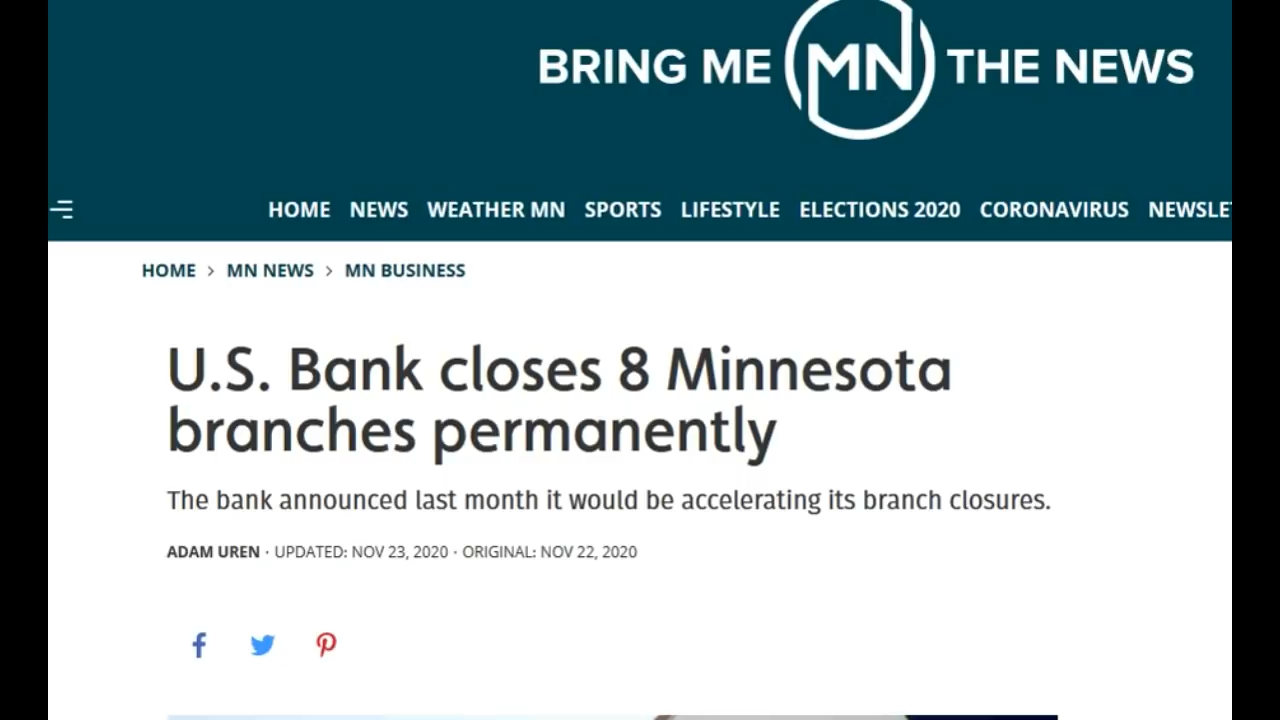 BRING ME MN THE NEWS
HOME NEWS WEATHER MN SPORTS LIFESTYLE ELECTIONS 2020 CORONAVIRUS
HOME > MN NEWS > MN BUSINESS
U.S. Bank closes 8 Minnesota
branches permanently
The bank announced last month it would be accelerating its branch closures.
ADAM UREN · UPDATED: NOV 23, 2020 · ORIGINAL: NOV 22, 2020